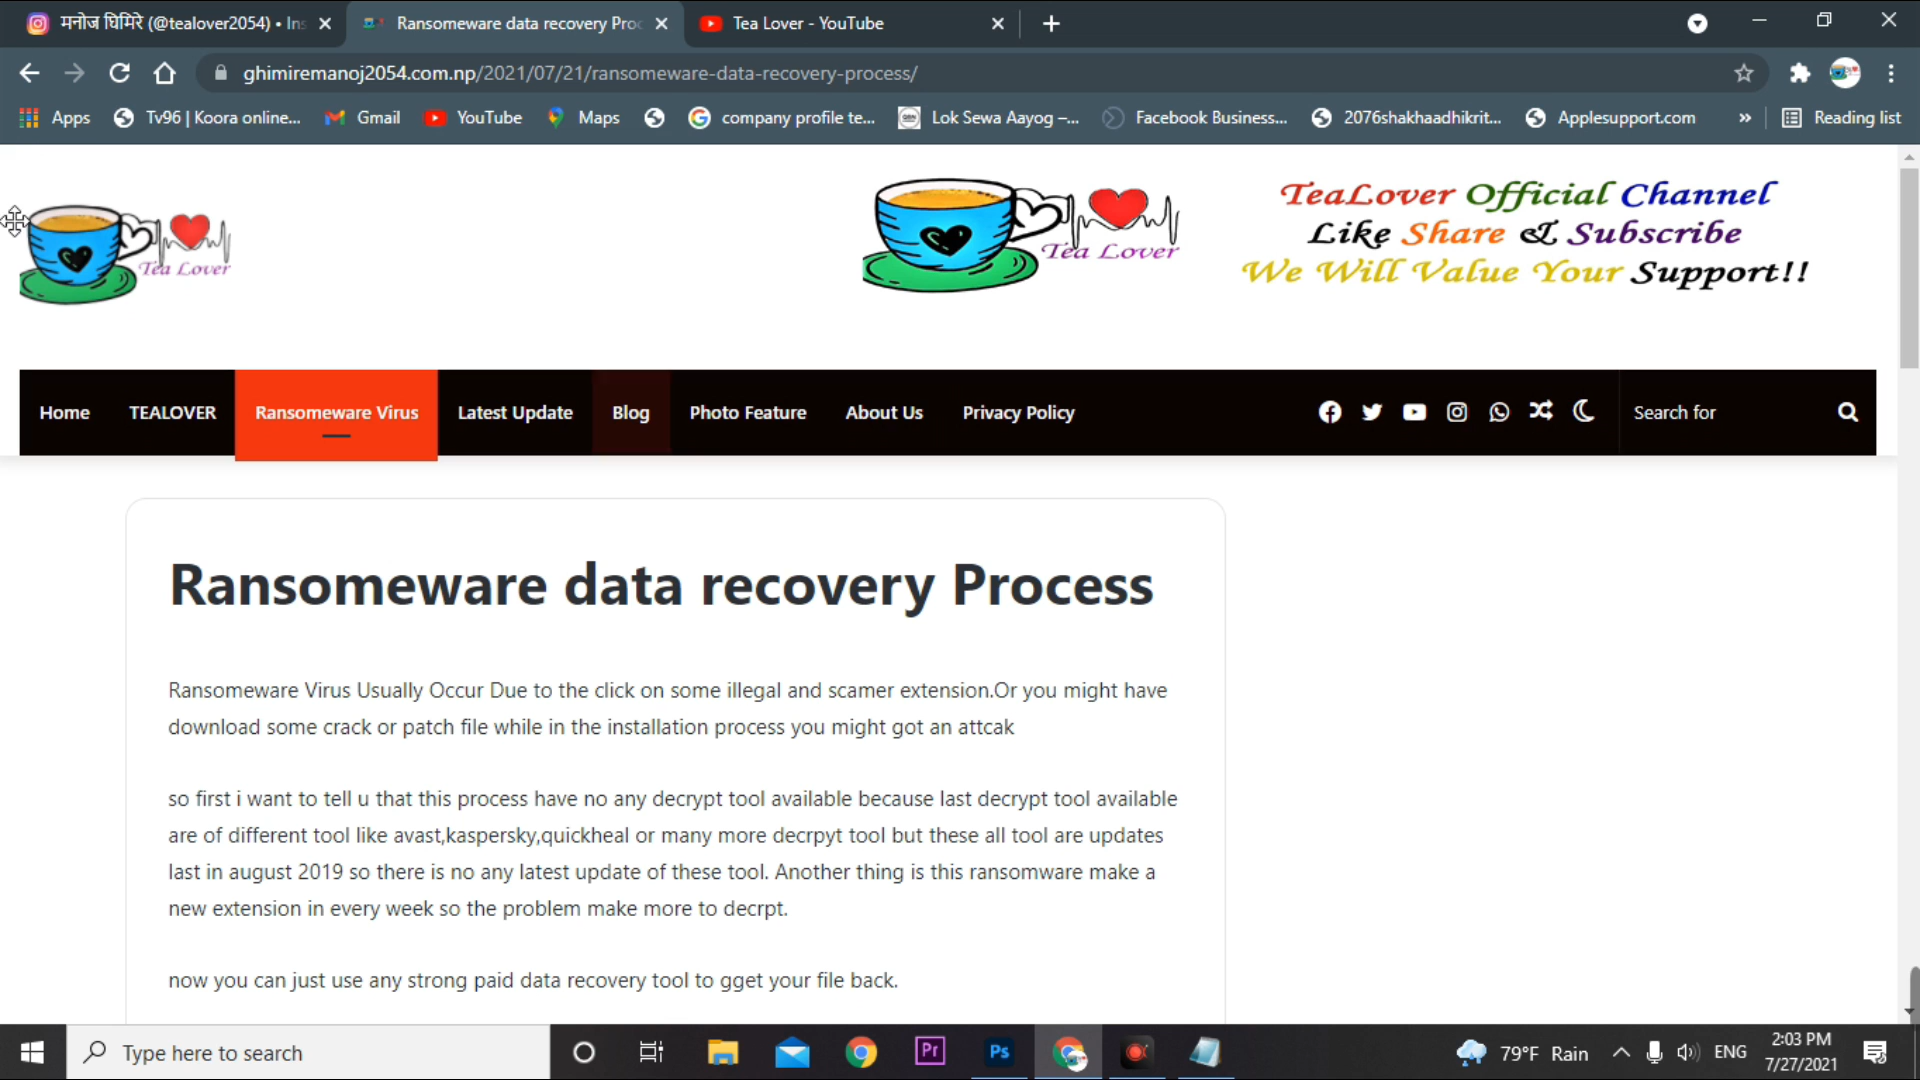 मनोज घिमिरे (@tealover2054) • Ins
Ransomeware data recovery Proc
Tea Lover - YouTube
ghimiremanoj2054.com.np/2021/07/21/ransomeware-data-recovery-process/
Apps
Tv96 | Koora online...
Gmail
YouTube
Maps
company profile te...
Lok Sewa Aayog –...
Facebook Business...
2076shakhaadhikrit...
Applesupport.com
»
Reading list
Tea Lover
Tea Lover
TeaLover Official Channel
Like Share & Subscribe
We Will Value Your Support!!
Home
TEALOVER
Ransomeware Virus
Latest Update
Blog
Photo Feature
About Us
Privacy Policy
Search for
Ransomeware data recovery Process
Ransomeware Virus Usually Occur Due to the click on some illegal and scamer extension.Or you might have
download some crack or patch file while in the installation process you might got an attcak
so first i want to tell u that this process have no any decrypt tool available because last decrypt tool available
are of different tool like avast,kaspersky,quickheal or many more decrpyt tool but these all tool are updates
last in august 2019 so there is no any latest update of these tool. Another thing is this ransomware make a
new extension in every week so the problem make more to decrpt.
now you can just use any strong paid data recovery tool to gget your file back.
Type here to search
Pr
Ps
79°F Rain
ENG
2:03 PM
7/27/2021